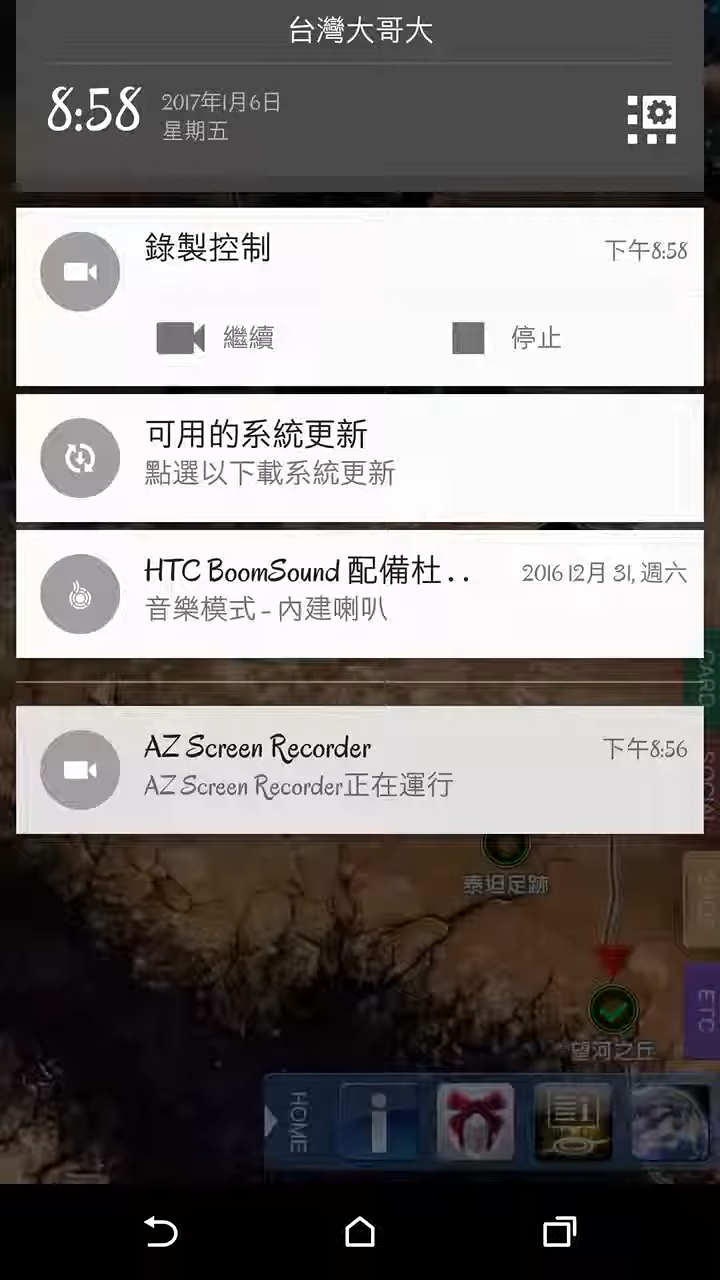 台灣大哥大
8:58
2017年1月6日
星期五
錄製控制
下午8:58
繼續
停止
可用的系統更新
點選以下載系統更新
HTC BoomSound 配備杜..
2016 12月 31, 週六
音樂模式 - 內建喇叭
AZ Screen Recorder
下午8:56
AZ Screen Recorder正在運行
CARD
SOCIAL
泰坦足跡
ETC
望河之丘
HOME